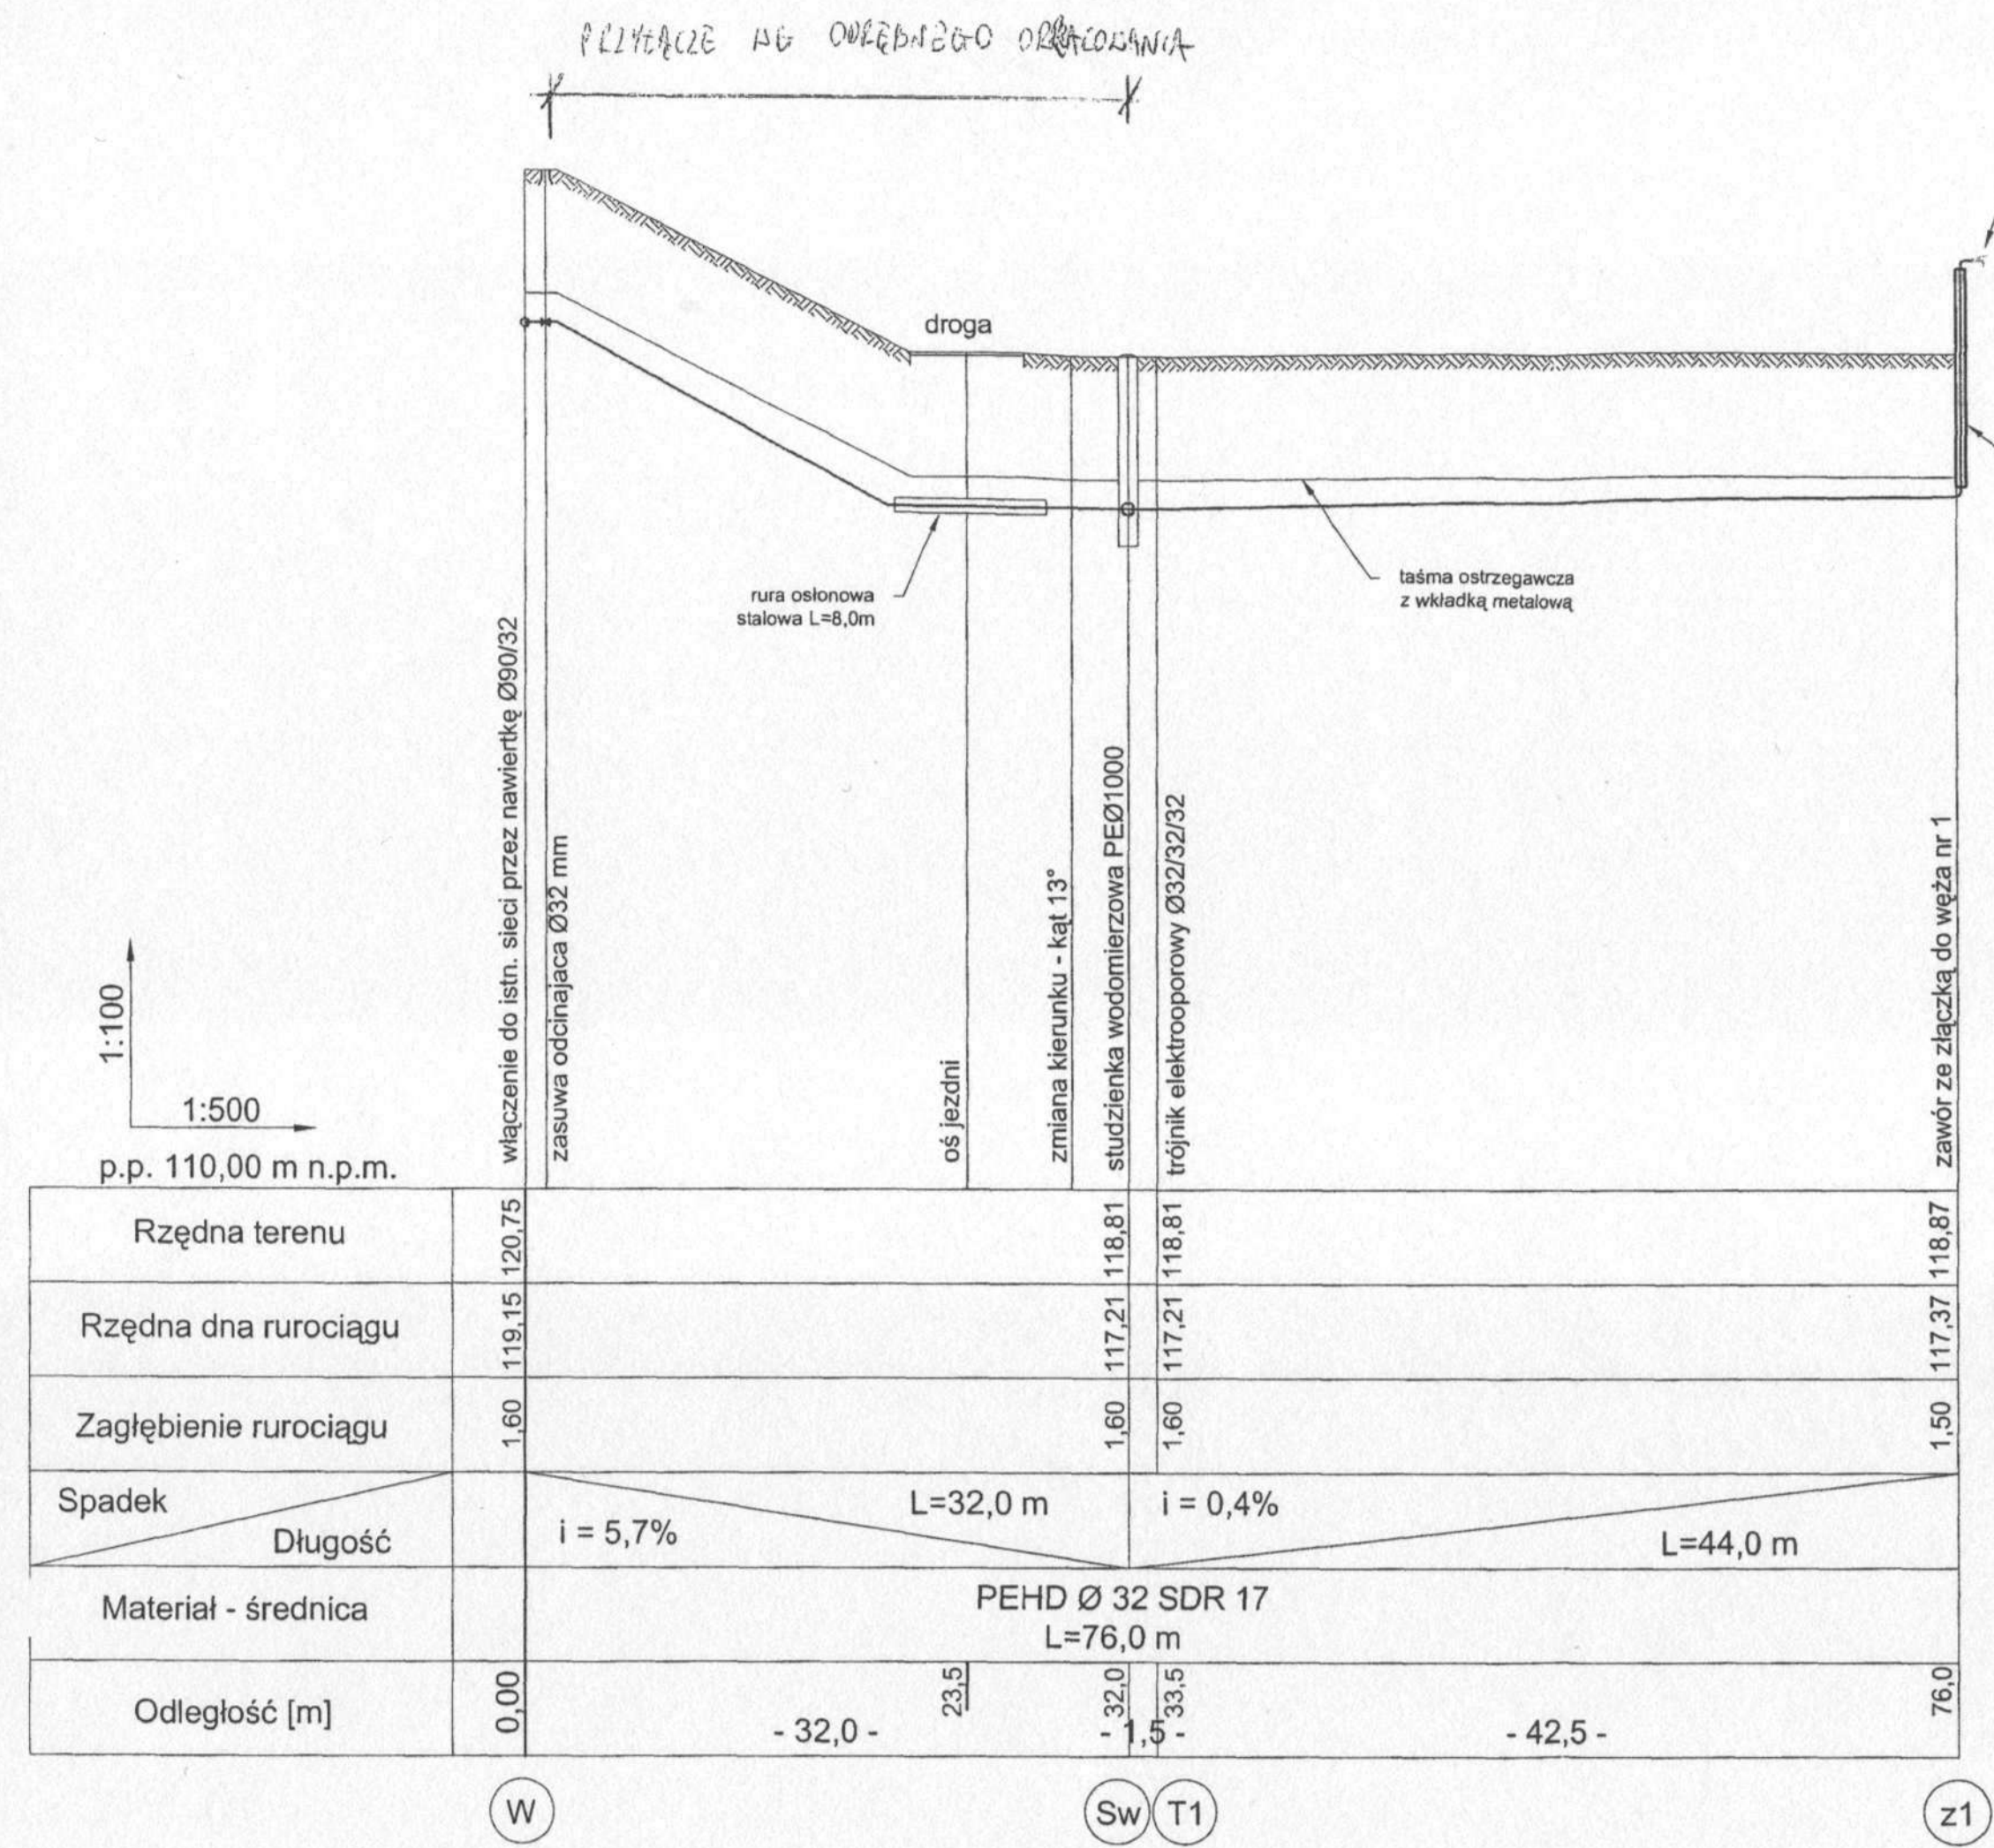 PRZYŁĄCZE WG ODRĘBNEGO OPRACOWANIA
droga
rura osłonowa
stalowa L=8,0m
taśma ostrzegawcza
z wkładką metalową
włączenie do istn. sieci przez nawiertkę Ø90/32
zasuwa odcinajaca Ø32 mm
oś jezdni
zmiana kierunku - kąt 13°
studzienka wodomierzowa PEØ1000
trójnik elektrooporowy Ø32/32/32
zawór ze złączką do węża nr 1
1:100
1:500
p.p. 110,00 m n.p.m.
Rzędna terenu 120,75 118,81 118,81 118,87
Rzędna dna rurociągu 119,15 117,21 117,21 117,37
Zagłębienie rurociągu 1,60 1,60 1,60 1,50
Spadek L=32,0 m i = 0,4%
Długość i = 5,7% L=44,0 m
Materiał - średnica PEHD Ø 32 SDR 17
L=76,0 m
Odległość [m] 0,00 23,5 32,0 33,5 76,0
- 32,0 - - 1,5 - - 42,5 -
W Sw T1 z1